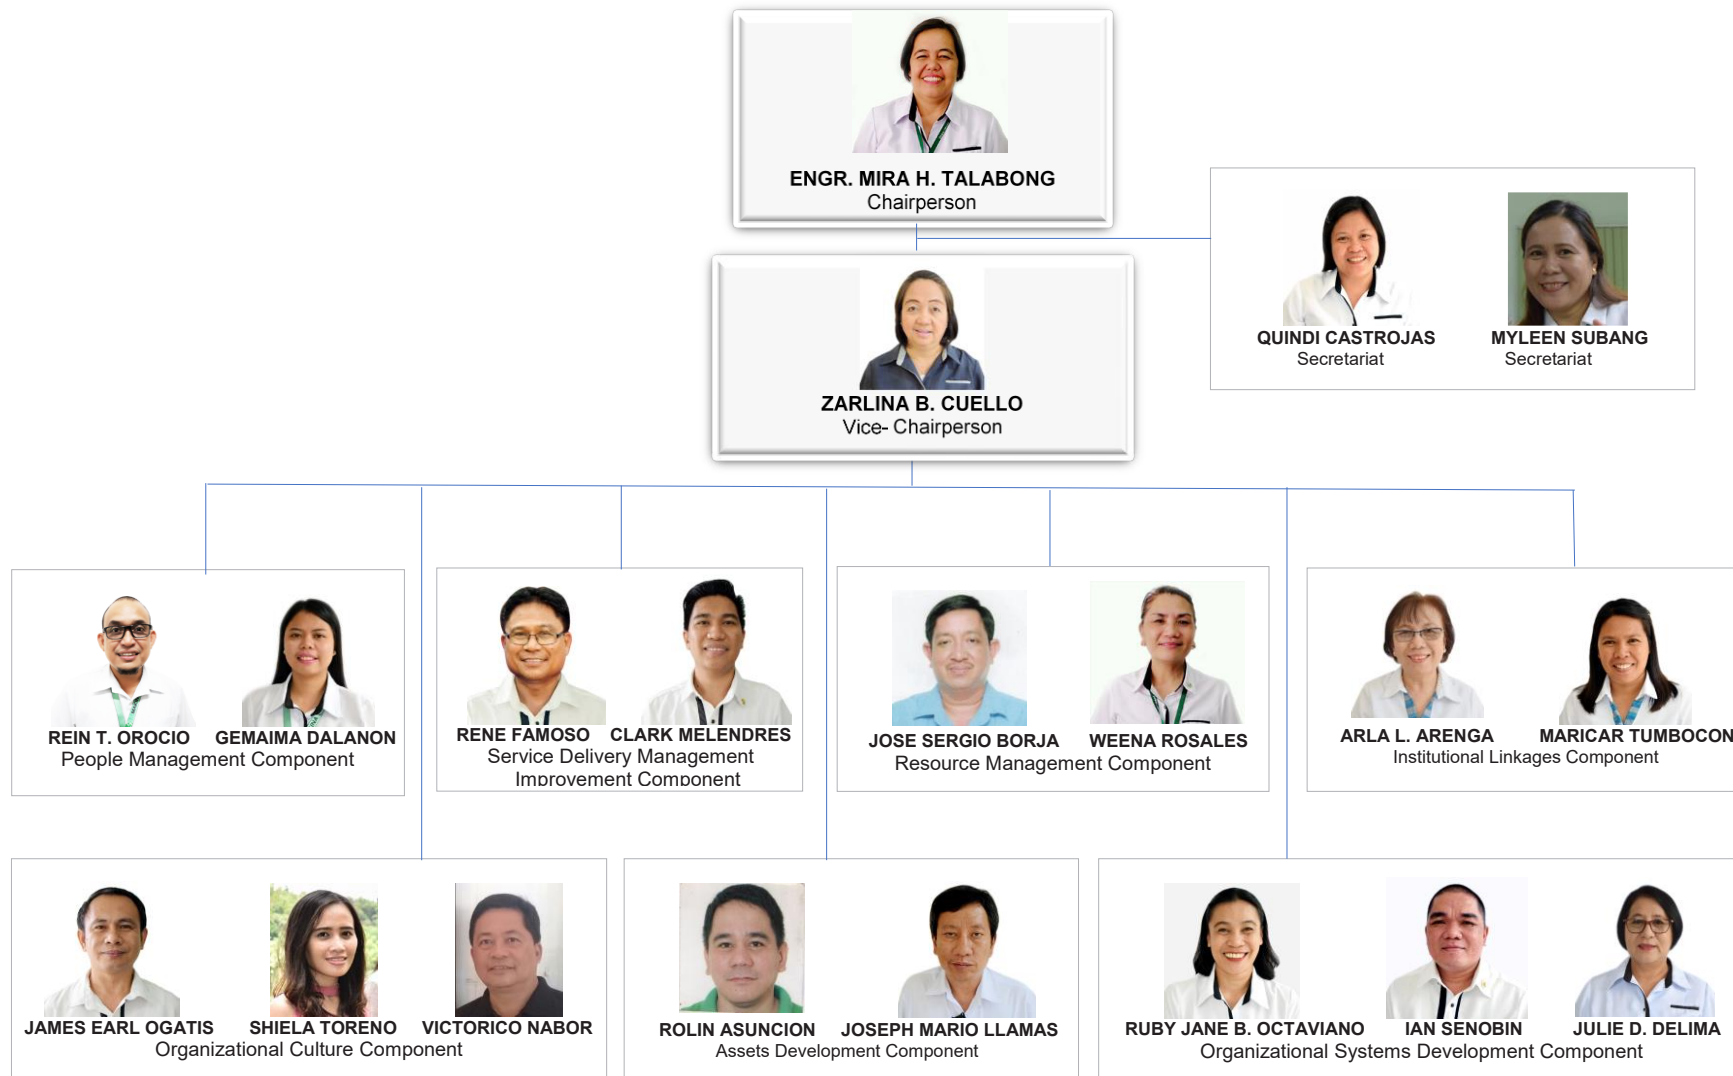 ENGR. MIRA H. TALABONG
Chairperson
QUINDI CASTROJAS
Secretariat
MYLEEN SUBANG
Secretariat
ZARLINA B. CUELLO
Vice- Chairperson
REIN T. OROCIO GEMAIMA DALANON
People Management Component
RENE FAMOSO CLARK MELENDRES
Service Delivery Management
Improvement Component
JOSE SERGIO BORJA WEENA ROSALES
Resource Management Component
ARLA L. ARENGA MARICAR TUMBOCON
Institutional Linkages Component
JAMES EARL OGATIS SHIELA TORENO VICTORICO NABOR
Organizational Culture Component
ROLIN ASUNCION JOSEPH MARIO LLAMAS
Assets Development Component
RUBY JANE B. OCTAVIANO IAN SENOBIN JULIE D. DELIMA
Organizational Systems Development Component